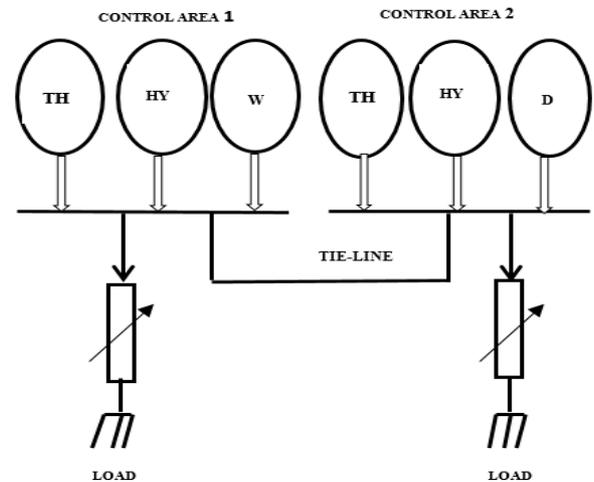 CONTROL AREA 1
CONTROL AREA 2
TH
HY
W
TH
HY
D
TIE-LINE
LOAD
LOAD